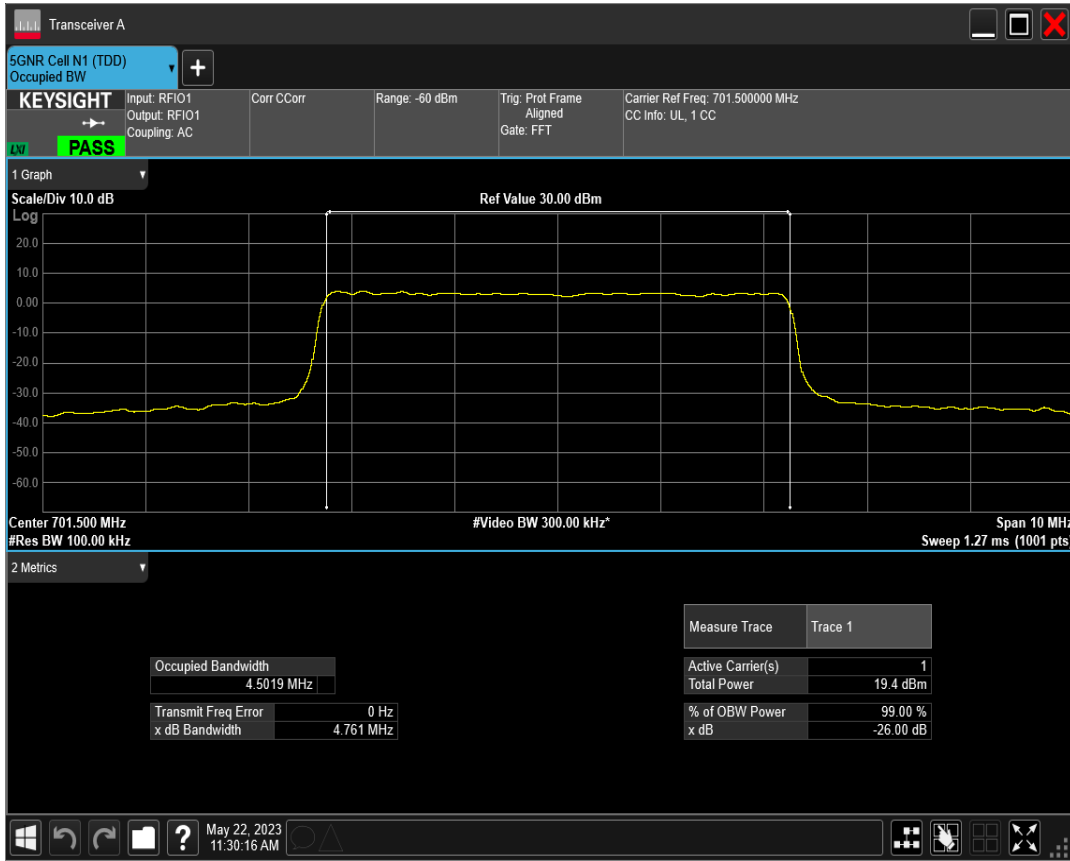 Transceiver A
5GNR Cell N1 (TDD)
Occupied BW
+
KEYSIGHT
LXI
PASS
Input: RFIO1
Output: RFIO1
Coupling: AC
Corr CCorr
Range: -60 dBm
Trig: Prot Frame
Aligned
Gate: FFT
Carrier Ref Freq: 701.500000 MHz
CC Info: UL, 1 CC
1 Graph
Scale/Div 10.0 dB
Ref Value 30.00 dBm
Log
20.0
10.0
0.00
-10.0
-20.0
-30.0
-40.0
-50.0
-60.0
Center 701.500 MHz
#Video BW 300.00 kHz*
Span 10 MHz
#Res BW 100.00 kHz
Sweep 1.27 ms (1001 pts)
2 Metrics
Measure Trace Trace 1
Occupied Bandwidth
4.5019 MHz
Active Carrier(s) 1
Total Power 19.4 dBm
Transmit Freq Error 0 Hz
x dB Bandwidth 4.761 MHz
% of OBW Power 99.00 %
x dB -26.00 dB
?
May 22, 2023
11:30:16 AM